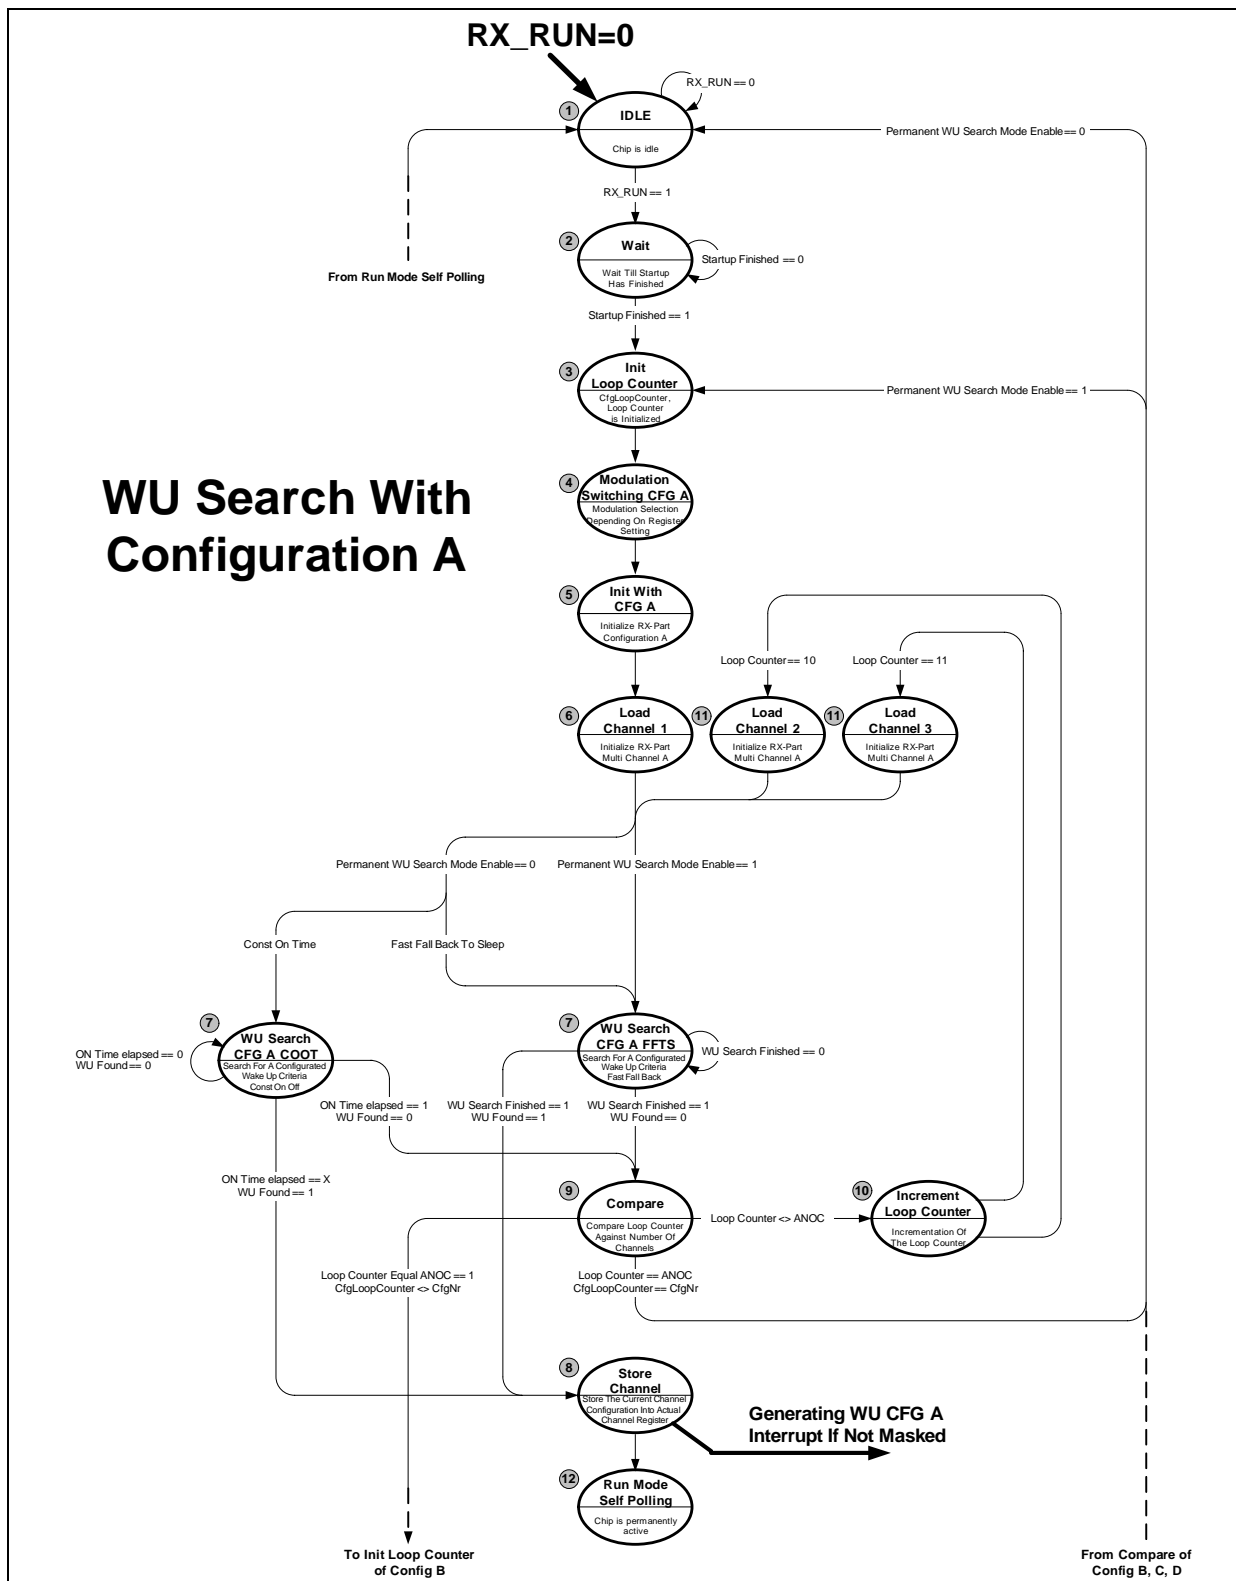 RX_RUN=0
RX_RUN == 0
1
IDLE
Chip is idle
Permanent WU Search Mode Enable == 0
RX_RUN == 1
2
Wait
Wait Till Startup
Has Finished
Startup Finished == 0
From Run Mode Self Polling
Startup Finished == 1
3
Init
Loop Counter
CfgLoopCounter,
Loop Counter
is Initialized
Permanent WU Search Mode Enable == 1
WU Search With
Configuration A
4
Modulation
Switching CFG A
Modulation Selection
Depending On Register
Setting
5
Init With
CFG A
Initialize RX-Part
Configuration A
Loop Counter == 10
Loop Counter == 11
6
Load
Channel 1
Initialize RX-Part
Multi Channel A
11
Load
Channel 2
Initialize RX-Part
Multi Channel A
11
Load
Channel 3
Initialize RX-Part
Multi Channel A
Permanent WU Search Mode Enable == 0
Permanent WU Search Mode Enable == 1
Const On Time
Fast Fall Back To Sleep
7
WU Search
CFG A COOT
Search For A Configurated
Wake Up Criteria
Const On Off
ON Time elapsed == 0
WU Found == 0
7
WU Search
CFG A FFTS
Search For A Configurated
Wake Up Criteria
Fast Fall Back
WU Search Finished == 0
ON Time elapsed == 1
WU Found == 0
WU Search Finished == 1
WU Found == 1
WU Search Finished == 1
WU Found == 0
ON Time elapsed == X
WU Found == 1
9
Compare
Compare Loop Counter
Against Number Of
Channels
Loop Counter <> ANOC
10
Increment
Loop Counter
Incrementation Of
The Loop Counter
Loop Counter Equal ANOC == 1
CfgLoopCounter <> CfgNr
Loop Counter == ANOC
CfgLoopCounter == CfgNr
8
Store
Channel
Store The Current Channel
Configuration Into Actual
Channel Register
Generating WU CFG A
Interrupt If Not Masked
12
Run Mode
Self Polling
Chip is permanently
active
To Init Loop Counter
of Config B
From Compare of
Config B, C, D